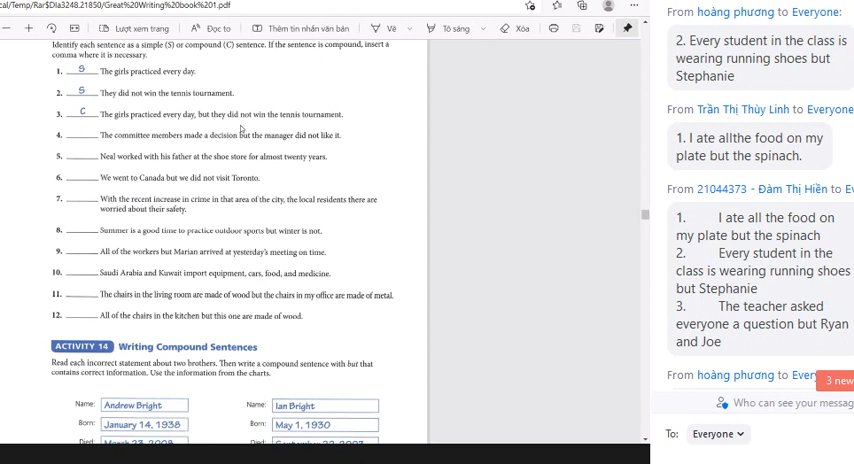 cal/Temp/Rar$DIa3248.21850/Great%20Writing%20book%201.pdf
Lượt xem trang
Đọc to
Thêm tin nhắn văn bản
Vẽ
Tô sáng
Xóa
Identify each sentence as a simple (S) or compound (C) sentence. If the sentence is compound, insert a
comma where it is necessary.
1. S The girls practiced every day.
2. S They did not win the tennis tournament.
3. C The girls practiced every day, but they did not win the tennis tournament.
4. The committee members made a decision but the manager did not like it.
5. Neal worked with his father at the shoe store for almost twenty years.
6. We went to Canada but we did not visit Toronto.
7. With the recent increase in crime in that area of the city, the local residents there are
worried about their safety.
8. Summer is a good time to practice outdoor sports but winter is not.
9. All of the workers but Marian arrived at yesterday's meeting on time.
10. Saudi Arabia and Kuwait import equipment, cars, food, and medicine.
11. The chairs in the living room are made of wood but the chairs in my office are made of metal.
12. All of the chairs in the kitchen but this one are made of wood.
ACTIVITY 14 Writing Compound Sentences
Read each incorrect statement about two brothers. Then write a compound sentence with but that
contains correct information. Use the information from the charts.
Name: Andrew Bright Name: Ian Bright
Born: January 14, 1938 Born: May 1, 1930
Died: March 23, 2008 Died: September 22, 2007
From hoàng phương to Everyone:
2. Every student in the class is
wearing running shoes but
Stephanie
From Trần Thị Thùy Linh to Everyone
1. I ate allthe food on my
plate but the spinach.
From 21044373 - Đàm Thị Hiền to Ev
1. I ate all the food on
my plate but the spinach
2. Every student in the
class is wearing running shoes
but Stephanie
3. The teacher asked
everyone a question but Ryan
and Joe
From hoàng phương to Every
3 new
Who can see your messag
To: Everyone